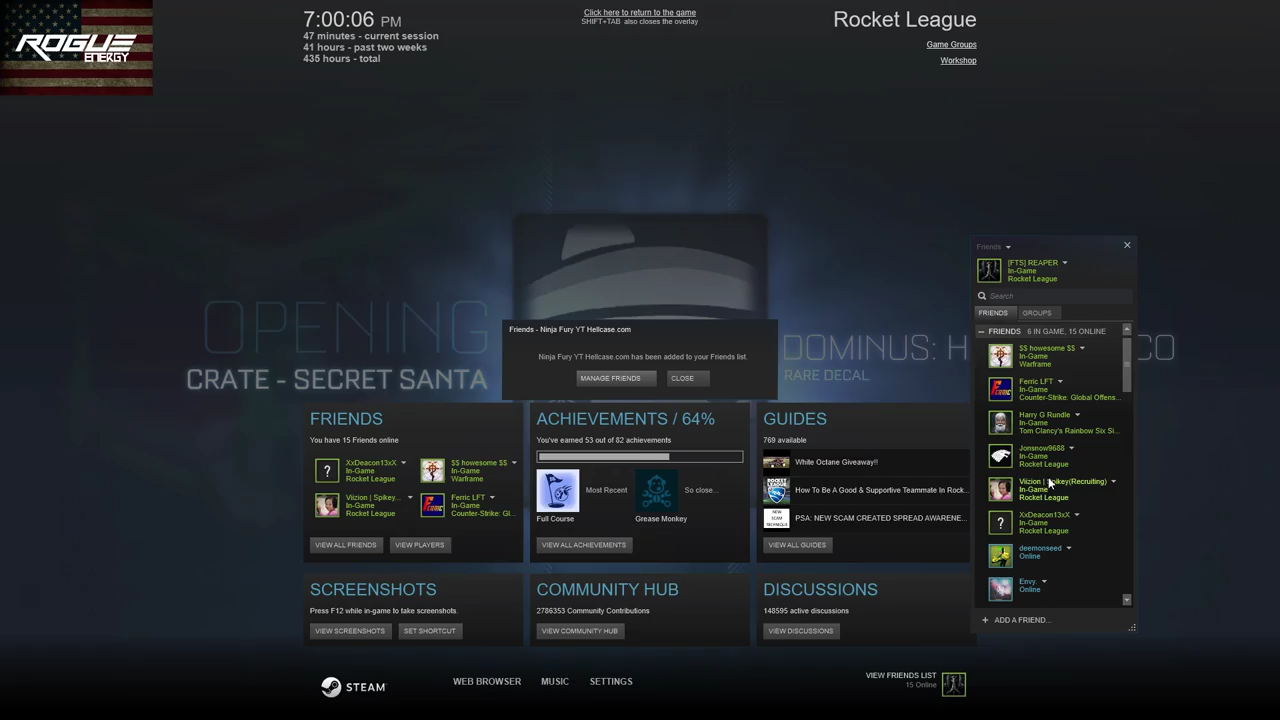 ROGUE
ENERGY
7:00:06 PM
47 minutes - current session
41 hours - past two weeks
435 hours - total
Click here to return to the game
SHIFT+TAB also closes the overlay
Rocket League
Game Groups
Workshop
OPENING
CRATE - SECRET SANTA
DOMINUS: H
CO
RARE DECAL
Friends - Ninja Fury YT Hellcase.com
Ninja Fury YT Hellcase.com has been added to your Friends list.
MANAGE FRIENDS
CLOSE
FRIENDS
You have 15 Friends online
XxDeacon13xX
In-Game
Rocket League
$$ howesome $$
In-Game
Warframe
Viizion | Spikey...
In-Game
Rocket League
Ferric LFT
In-Game
Counter-Strike: Gl...
VIEW ALL FRIENDS
VIEW PLAYERS
ACHIEVEMENTS / 64%
You've earned 53 out of 82 achievements
Most Recent
So close...
Full Course
Grease Monkey
VIEW ALL ACHIEVEMENTS
GUIDES
769 available
White Octane Giveaway!!
How To Be A Good & Supportive Teammate In Rock...
NEW SCAM TECHNIQUE
PSA: NEW SCAM CREATED SPREAD AWARENE...
VIEW ALL GUIDES
SCREENSHOTS
Press F12 while in-game to take screenshots.
VIEW SCREENSHOTS
SET SHORTCUT
COMMUNITY HUB
2786353 Community Contributions
VIEW COMMUNITY HUB
DISCUSSIONS
148595 active discussions
VIEW DISCUSSIONS
Friends
[FTS] REAPER
In-Game
Rocket League
Search
FRIENDS
GROUPS
FRIENDS 6 IN GAME, 15 ONLINE
$$ howesome $$
In-Game
Warframe
Ferric LFT
In-Game
Counter-Strike: Global Offens...
Harry G Rundle
In-Game
Tom Clancy's Rainbow Six Si...
Jonsnow9688
In-Game
Rocket League
Viizion | Spikey(Recruiting)
In-Game
Rocket League
XxDeacon13xX
In-Game
Rocket League
deemonseed
Online
Envy.
Online
+ ADD A FRIEND...
STEAM
WEB BROWSER
MUSIC
SETTINGS
VIEW FRIENDS LIST
15 Online